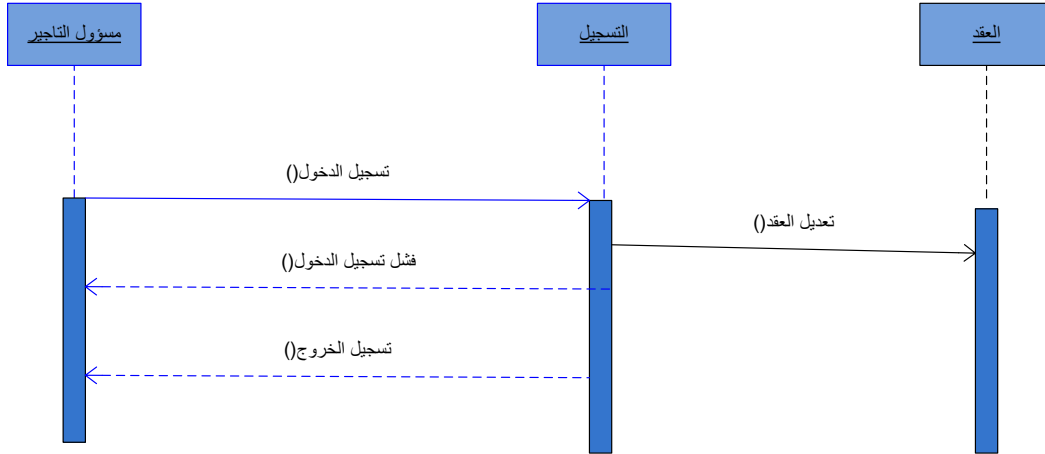 مسؤول التاجير
التسجيل
العقد
تسجيل الدخول()
تعديل العقد()
فشل تسجيل الدخول()
تسجيل الخروج()